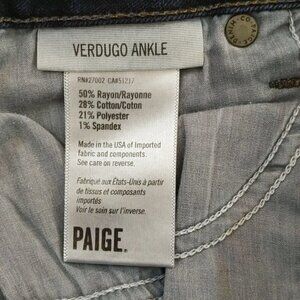 VERDUGO ANKLE
RN#27002-CA#51217
50% Rayon/Rayonne
28% Cotton/Coton
21% Polyester
1% Spandex
Made in the USA of Imported
fabric and components.
See care on reverse.
Fabriqué aux États-Unis à partir
de tissus et composants
importés
Voir le soin sur l'inverse.
PAIGE.